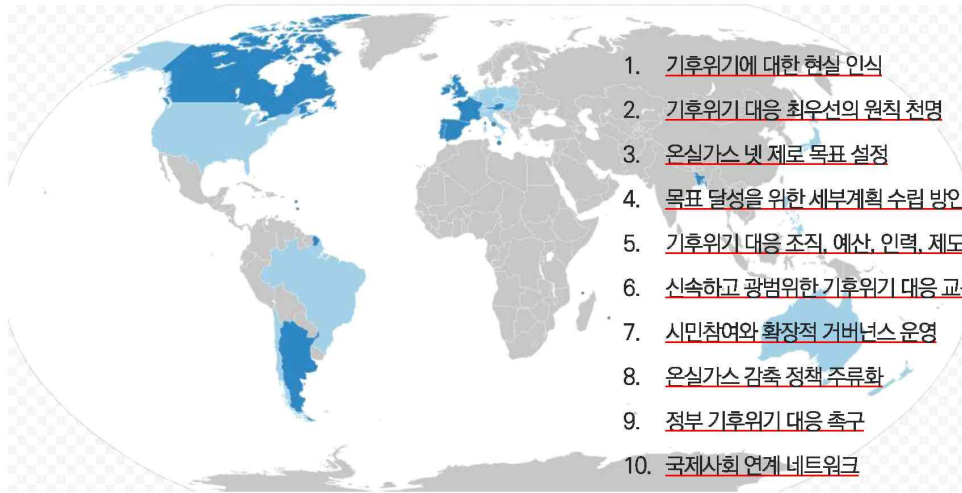 1. 기후위기에 대한 현실 인식
2. 기후위기 대응 최우선의 원칙 천명
3. 온실가스 넷 제로 목표 설정
4. 목표 달성을 위한 세부계획 수립 방안
5. 기후위기 대응 조직, 예산, 인력, 제도
6. 신속하고 광범위한 기후위기 대응
7. 시민참여와 확장적 거버넌스 운영
8. 온실가스 감축 정책 주류화
9. 정부 기후위기 대응 촉구
10. 국제사회 연계 네트워크